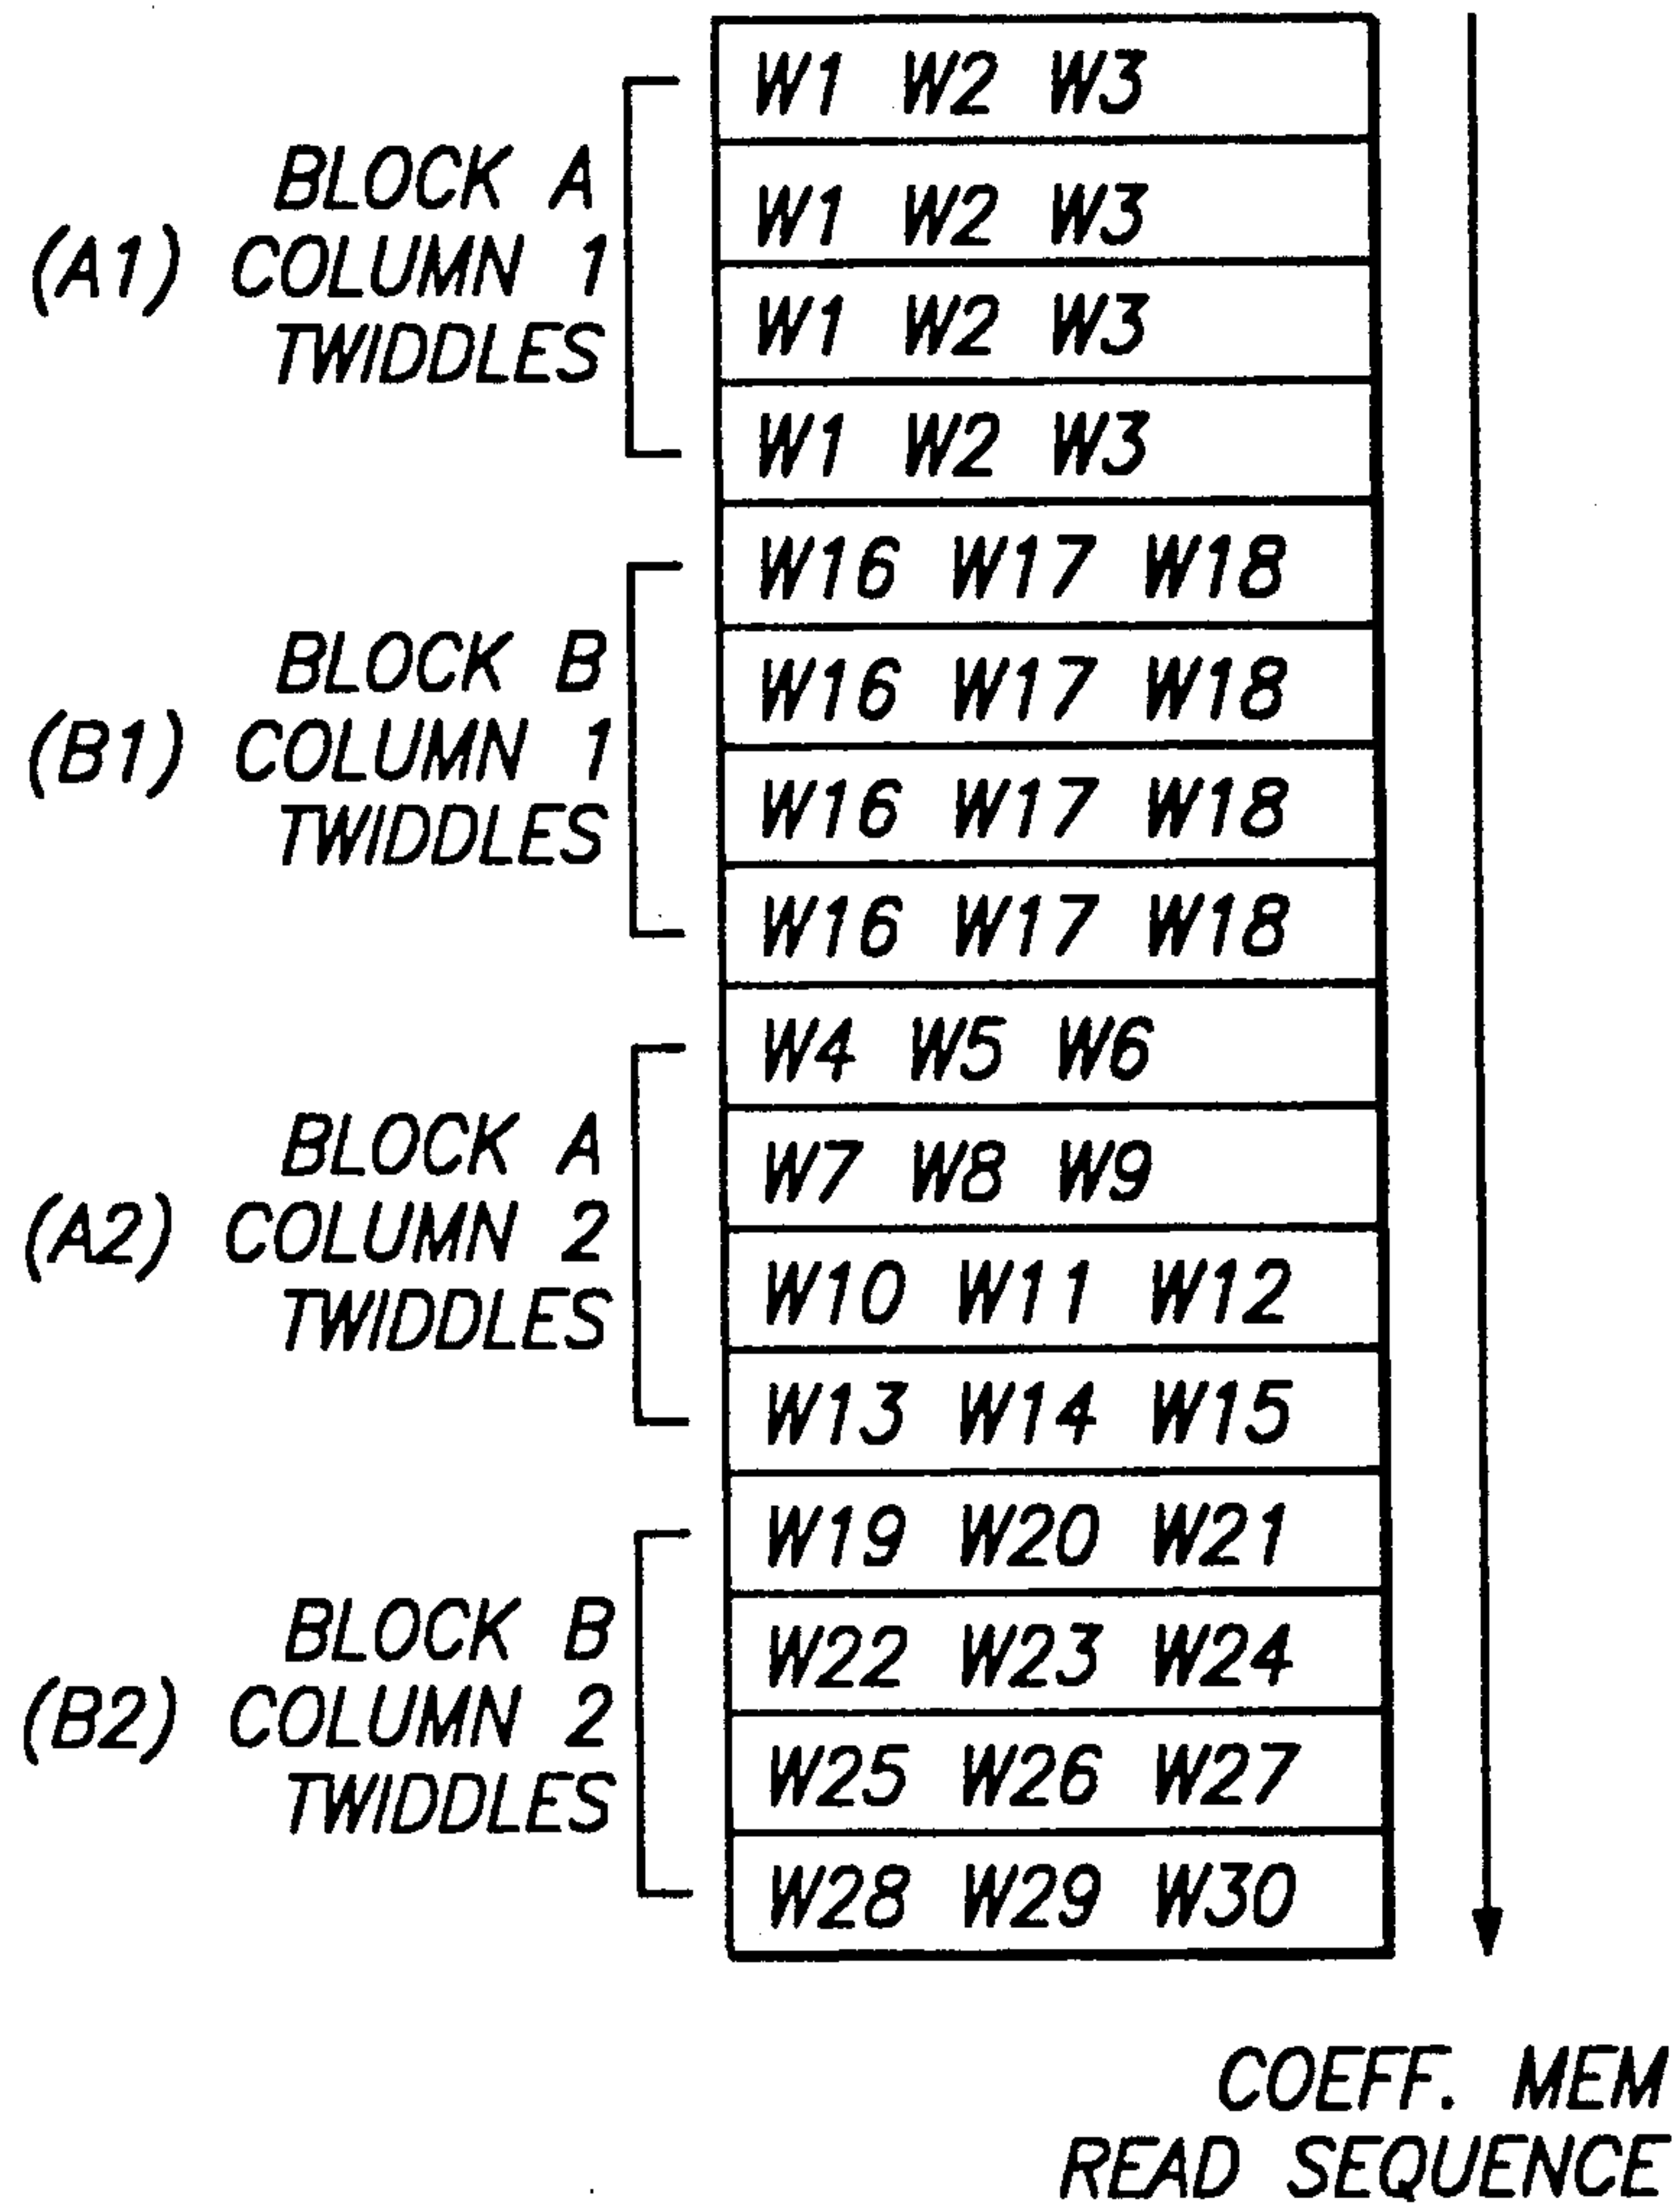 W1 W2 W3
W1 W2 W3
W1 W2 W3
W1 W2 W3
BLOCK A
(A1) COLUMN 1
TWIDDLES
W16 W17 W18
W16 W17 W18
W16 W17 W18
W16 W17 W18
BLOCK B
(B1) COLUMN 1
TWIDDLES
W4 W5 W6
W7 W8 W9
W10 W11 W12
W13 W14 W15
BLOCK A
(A2) COLUMN 2
TWIDDLES
W19 W20 W21
W22 W23 W24
W25 W26 W27
W28 W29 W30
BLOCK B
(B2) COLUMN 2
TWIDDLES
COEFF. MEM
READ SEQUENCE